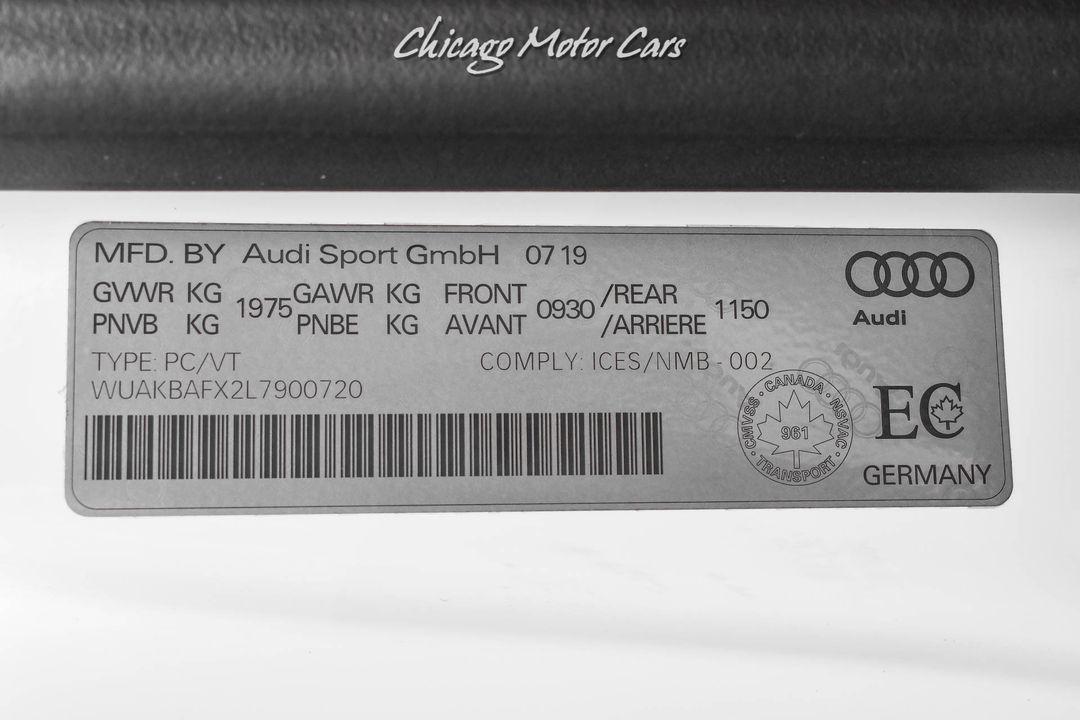 Chicago Motor Cars
MFD. BY Audi Sport GmbH 07 19
GVWR KG 1975 GAWR KG FRONT 0930 /REAR 1150
PNVB KG PNBE KG AVANT /ARRIERE
Audi
TYPE: PC/VT COMPLY: ICES/NMB - 002
WUAKBAFX2L7900720
CANADA · NSVAC · TRANSPORT · CMVSS ·
961
EC
GERMANY